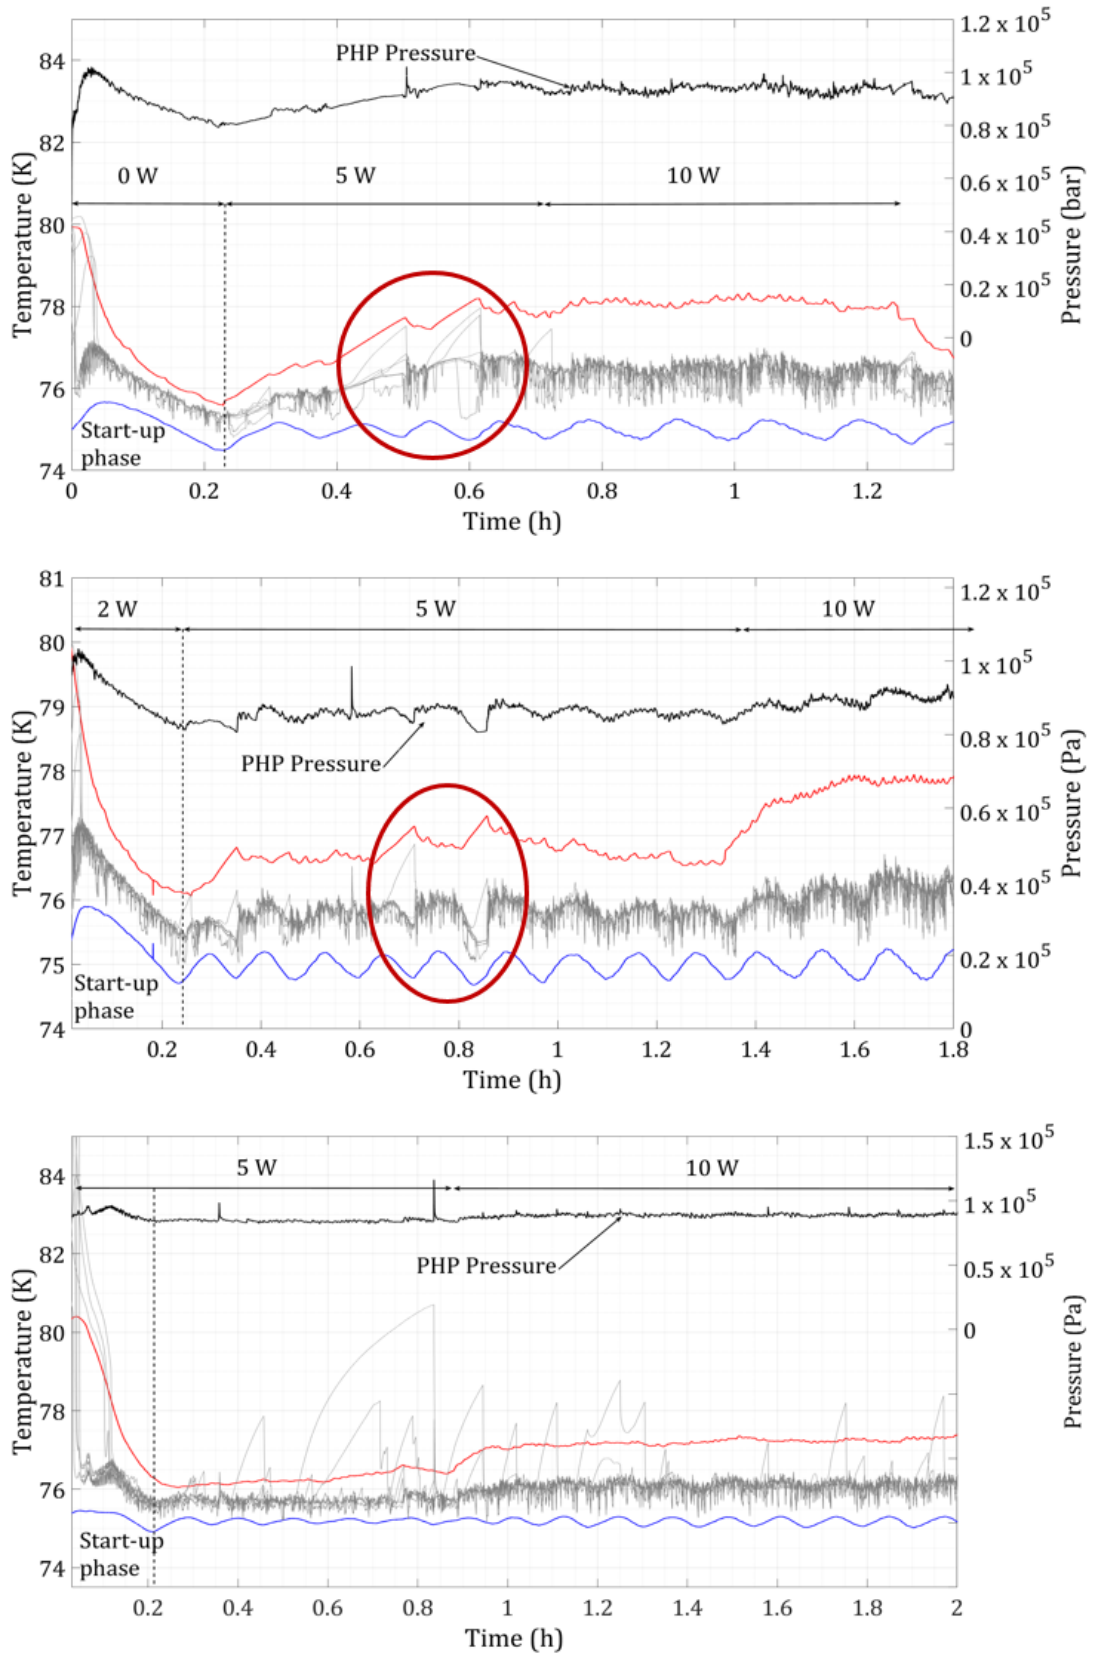 1.2 x 10^5
PHP Pressure
84
1 x 10^5
82
0.8 x 10^5
0 W
5 W
10 W
0.6 x 10^5
80
0.4 x 10^5
Temperature (K)
Pressure (bar)
78
0.2 x 10^5
0
76
Start-up
phase
74
0
0.2
0.4
0.6
0.8
1
1.2
Time (h)
81
1.2 x 10^5
2 W
5 W
10 W
80
1 x 10^5
79
0.8 x 10^5
PHP Pressure
78
Temperature (K)
Pressure (Pa)
0.6 x 10^5
77
0.4 x 10^5
76
75
0.2 x 10^5
Start-up
phase
74
0
0.2
0.4
0.6
0.8
1
1.2
1.4
1.6
1.8
Time (h)
1.5 x 10^5
5 W
10 W
84
1 x 10^5
PHP Pressure
0.5 x 10^5
82
Temperature (K)
Pressure (Pa)
80
0
78
76
Start-up
phase
74
0.2
0.4
0.6
0.8
1
1.2
1.4
1.6
1.8
2
Time (h)